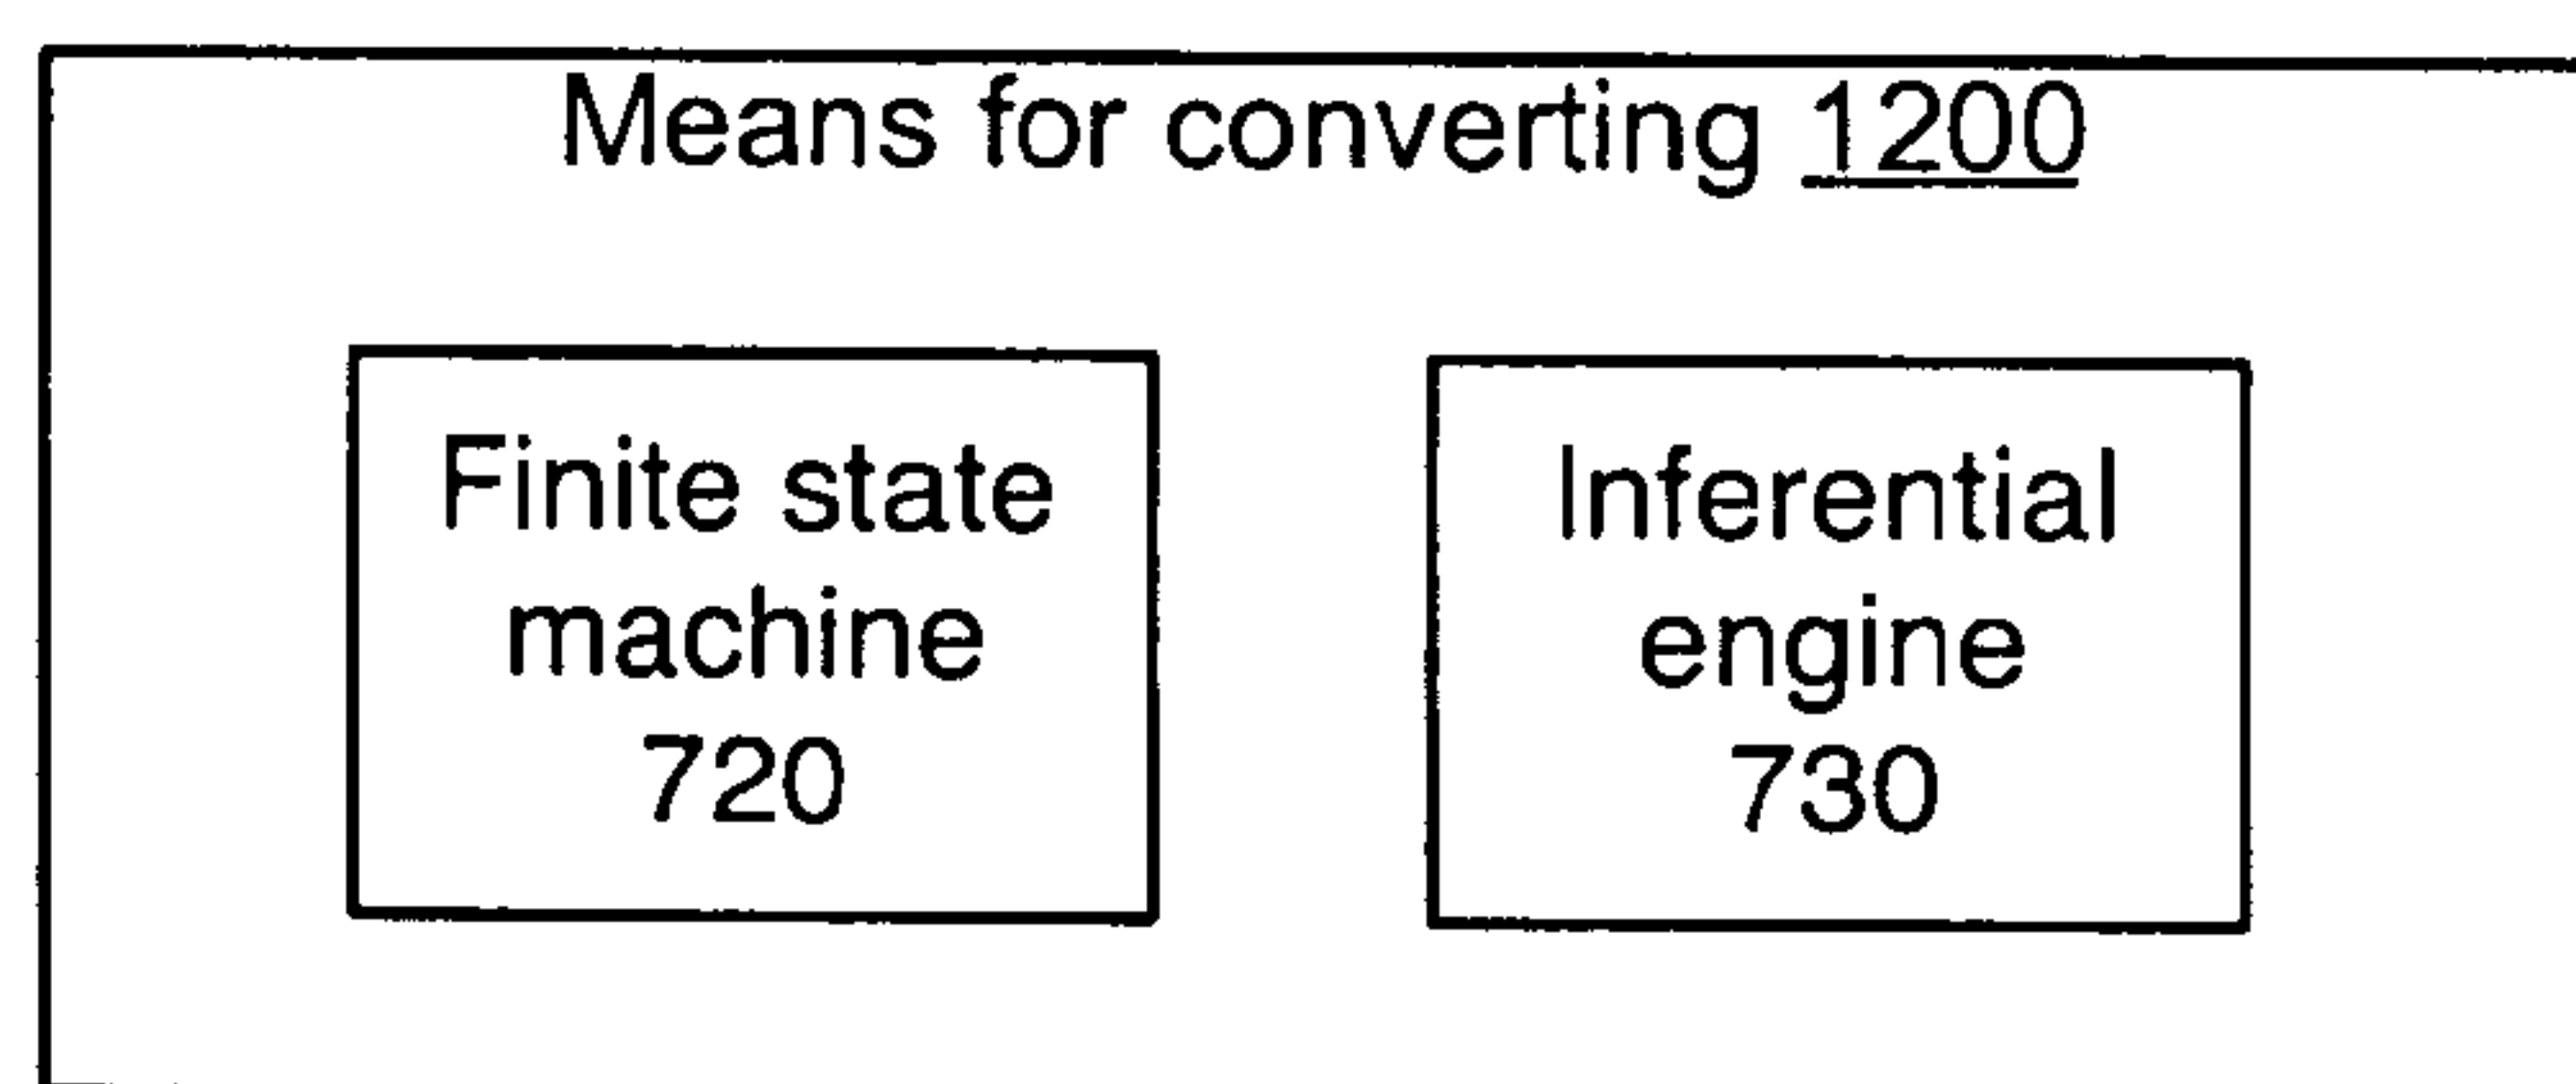 Means for converting 1200
Finite state
machine
720
Inferential
engine
730